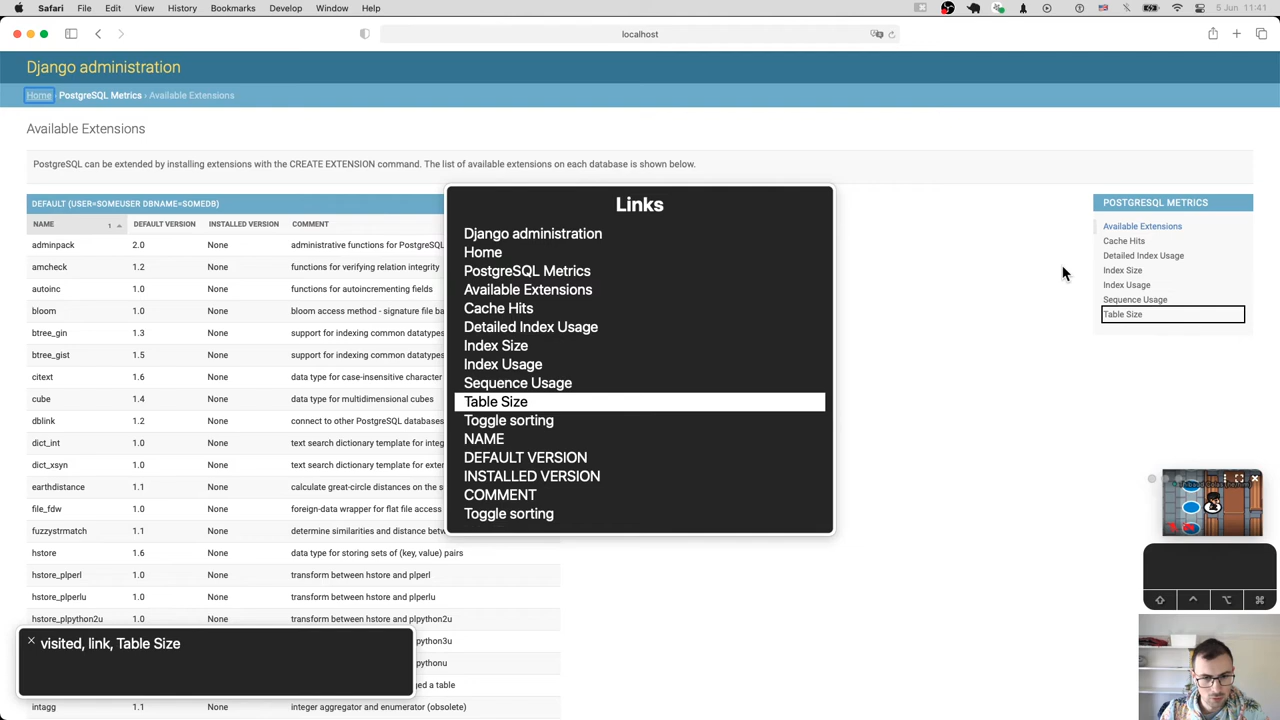 Safari File Edit View History Bookmarks Develop Window Help
5 Jun 11:41
localhost
Django administration
Home › PostgreSQL Metrics › Available Extensions
Available Extensions
PostgreSQL can be extended by installing extensions with the CREATE EXTENSION command. The list of available extensions on each database is shown below.
DEFAULT (USER=SOMEUSER DBNAME=SOMEDB)
NAME 1 DEFAULT VERSION INSTALLED VERSION COMMENT
adminpack 2.0 None administrative functions for PostgreSQL
amcheck 1.2 None functions for verifying relation integrity
autoinc 1.0 None functions for autoincrementing fields
bloom 1.0 None bloom access method - signature file ba
btree_gin 1.3 None support for indexing common datatypes
btree_gist 1.5 None support for indexing common datatypes
citext 1.6 None data type for case-insensitive character
cube 1.4 None data type for multidimensional cubes
dblink 1.2 None connect to other PostgreSQL databases
dict_int 1.0 None text search dictionary template for integ
dict_xsyn 1.0 None text search dictionary template for exte
earthdistance 1.1 None calculate great-circle distances on the s
file_fdw 1.0 None foreign-data wrapper for flat file access
fuzzystrmatch 1.1 None determine similarities and distance betw
hstore 1.6 None data type for storing sets of (key, value) pairs
hstore_plperl 1.0 None transform between hstore and plperl
hstore_plperlu 1.0 None transform between hstore and plperlu
hstore_plpython2u 1.0 None transform between hstore and plpython2u
plpython3u
plpythonu
ged a table
intagg 1.1 None integer aggregator and enumerator (obsolete)
Links
Django administration
Home
PostgreSQL Metrics
Available Extensions
Cache Hits
Detailed Index Usage
Index Size
Index Usage
Sequence Usage
Table Size
Toggle sorting
NAME
DEFAULT VERSION
INSTALLED VERSION
COMMENT
Toggle sorting
POSTGRESQL METRICS
Available Extensions
Cache Hits
Detailed Index Usage
Index Size
Index Usage
Sequence Usage
Table Size
visited, link, Table Size